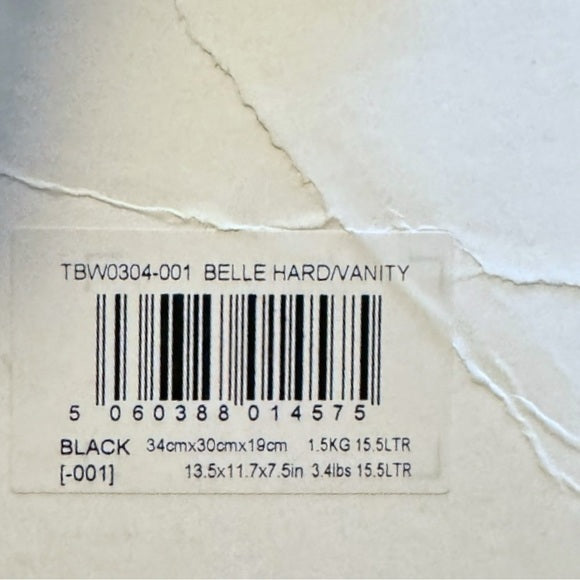 TBW0304-001 BELLE HARD/VANITY
5 060388 014575
BLACK 34cmx30cmx19cm 1.5KG 15.5LTR
[-001] 13.5x11.7x7.5in 3.4lbs 15.5LTR